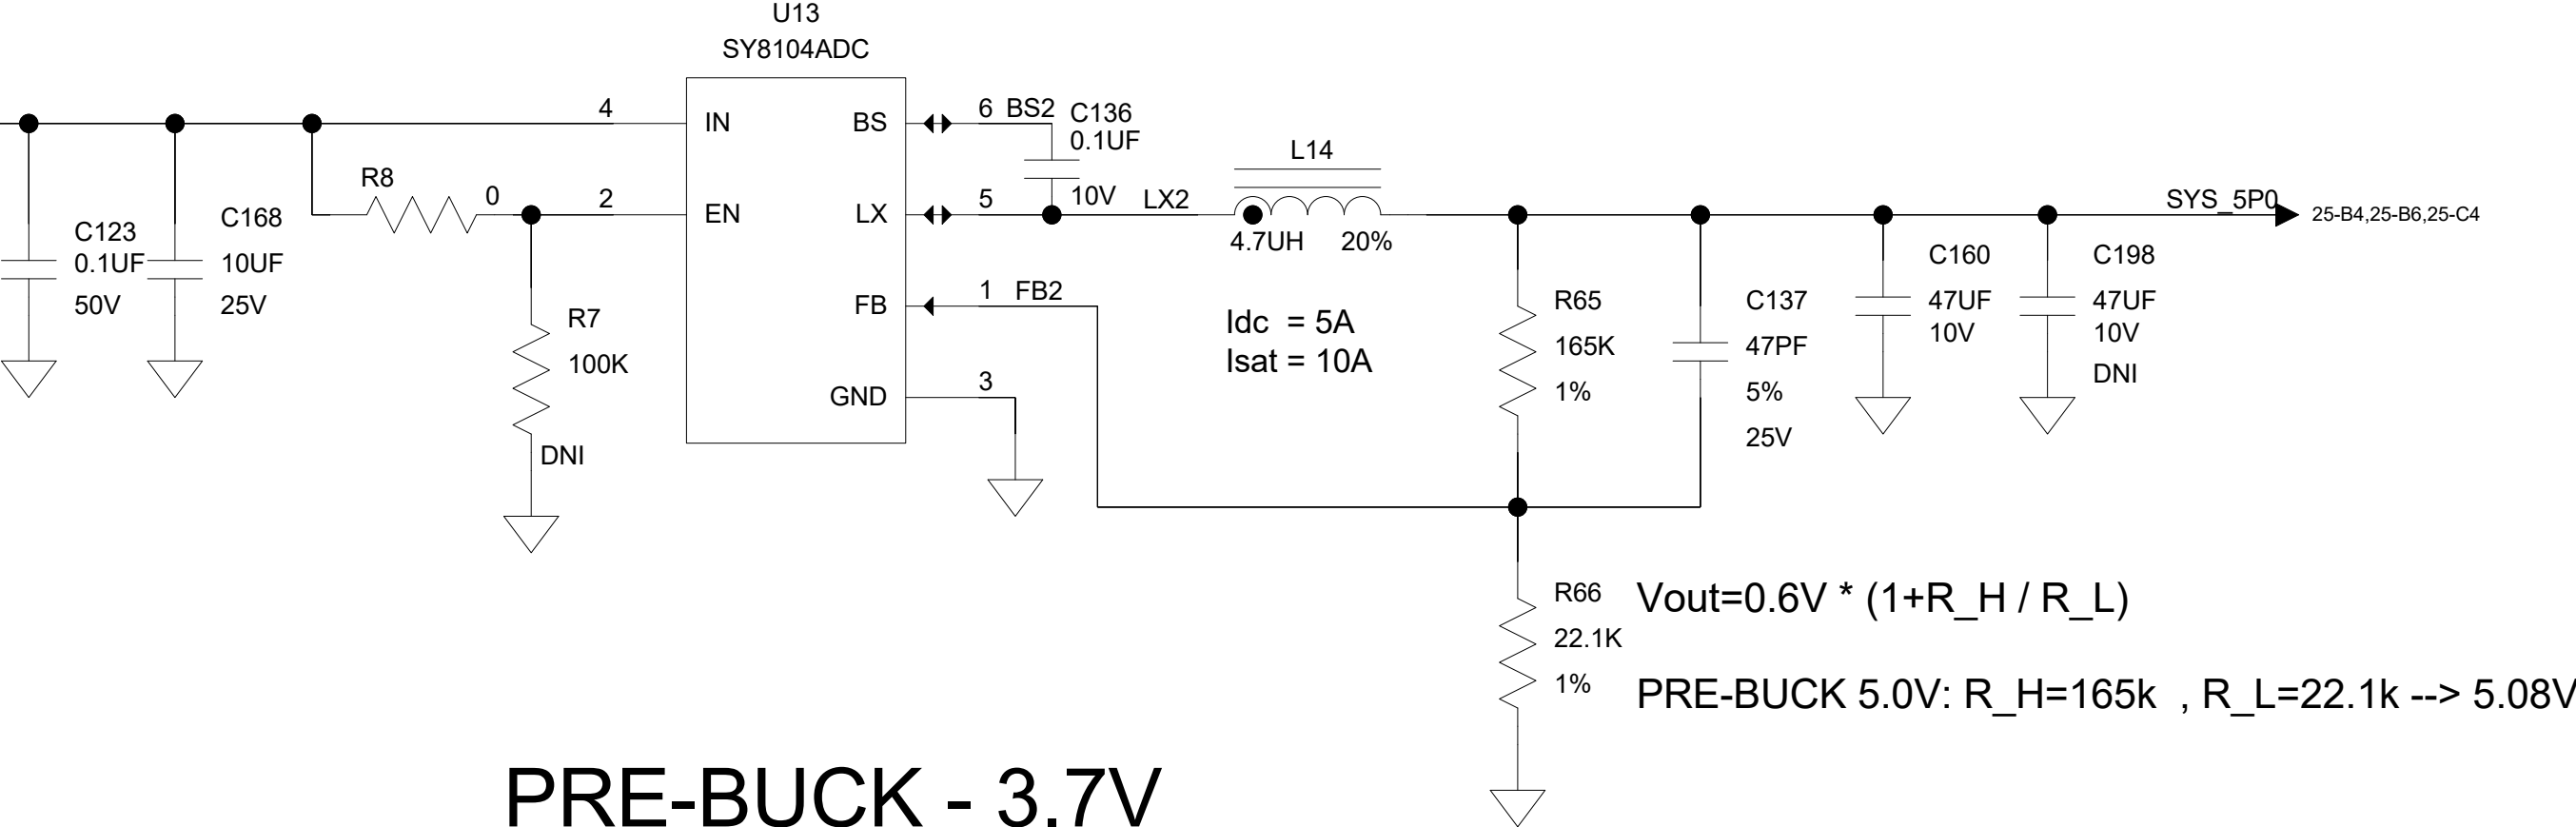 U13
SY8104ADC
4
IN
BS
6 BS2
C136
0.1UF
10V
R8
0
2
EN
LX
5
LX2
L14
4.7UH 20%
SYS_5P0
25-B4,25-B6,25-C4
C123
0.1UF
50V
C168
10UF
25V
R7
100K
DNI
FB
1 FB2
GND
3
Idc = 5A
Isat = 10A
R65
165K
1%
C137
47PF
5%
25V
C160
47UF
10V
C198
47UF
10V
DNI
R66
22.1K
1%
Vout=0.6V * (1+R_H / R_L)
PRE-BUCK 5.0V: R_H=165k , R_L=22.1k --> 5.08V
PRE-BUCK - 3.7V